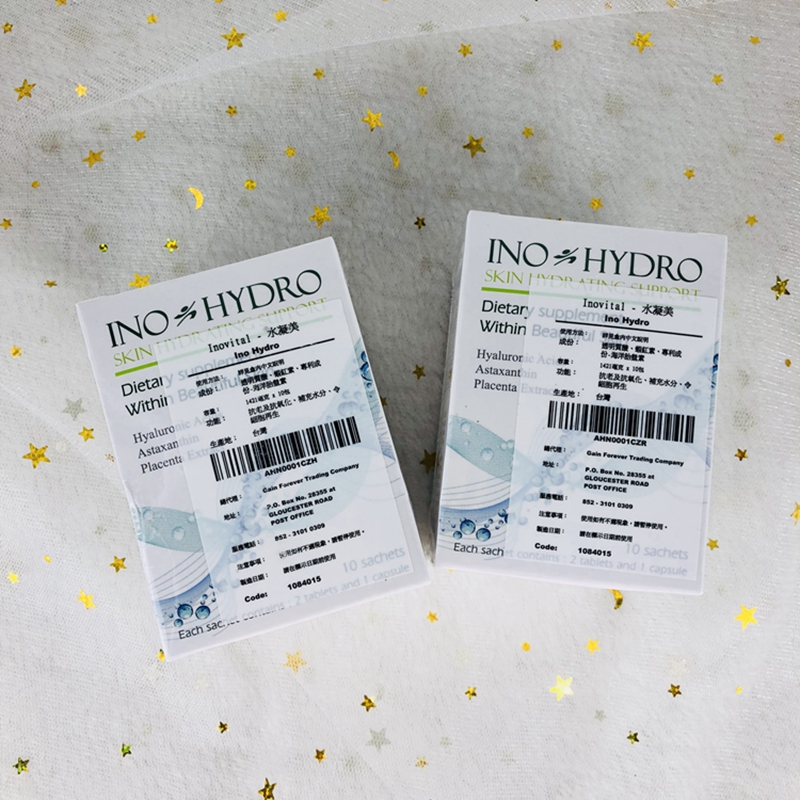 INO HYDRO
SKIN HYDRATING SUPPORT
Dietary supplement
Within Beautiful
Hyaluronic Acid
Astaxanthin
Placenta Extract
Inovital - 水凝美
Ino Hydro
使用方法： 詳見盒內中文說明
成份： 透明質酸、蝦紅素、專利成
份-海洋胎盤素
容量： 1421毫克 x 10包
功能： 抗老及抗氧化、補充水分、令
細胞再生
生產地： 台灣
AHN0001CZH
總代理： Gain Forever Trading Company
地址： P.O. Box No. 28355 at
GLOUCESTER ROAD
POST OFFICE
服務電話： 852 - 3101 0309
注意事項： 使用如有不適現象，請暫停使用。
製造日期： 請在顯示日期前使用
Code: 1084015
10 sachets
Each sachet contains : 2 tablets and 1 capsule
INO HYDRO
SKIN HYDRATING SUPPORT
Dietary supplement
Within Beautiful
Hyaluronic Acid
Astaxanthin
Placenta Extract
Inovital - 水凝美
Ino Hydro
使用方法： 詳見盒內中文說明
成份： 透明質酸、蝦紅素、專利成
份-海洋胎盤素
容量： 1421毫克 x 10包
功能： 抗老及抗氧化、補充水分、令
細胞再生
生產地： 台灣
AHN0001CZR
總代理： Gain Forever Trading Company
地址： P.O. Box No. 28355 at
GLOUCESTER ROAD
POST OFFICE
服務電話： 852 - 3101 0309
注意事項： 使用如有不適現象，請暫停使用。
製造日期： 請在顯示日期前使用
Code: 1084015
10 sachets
Each sachet contains : 2 tablets and 1 capsule